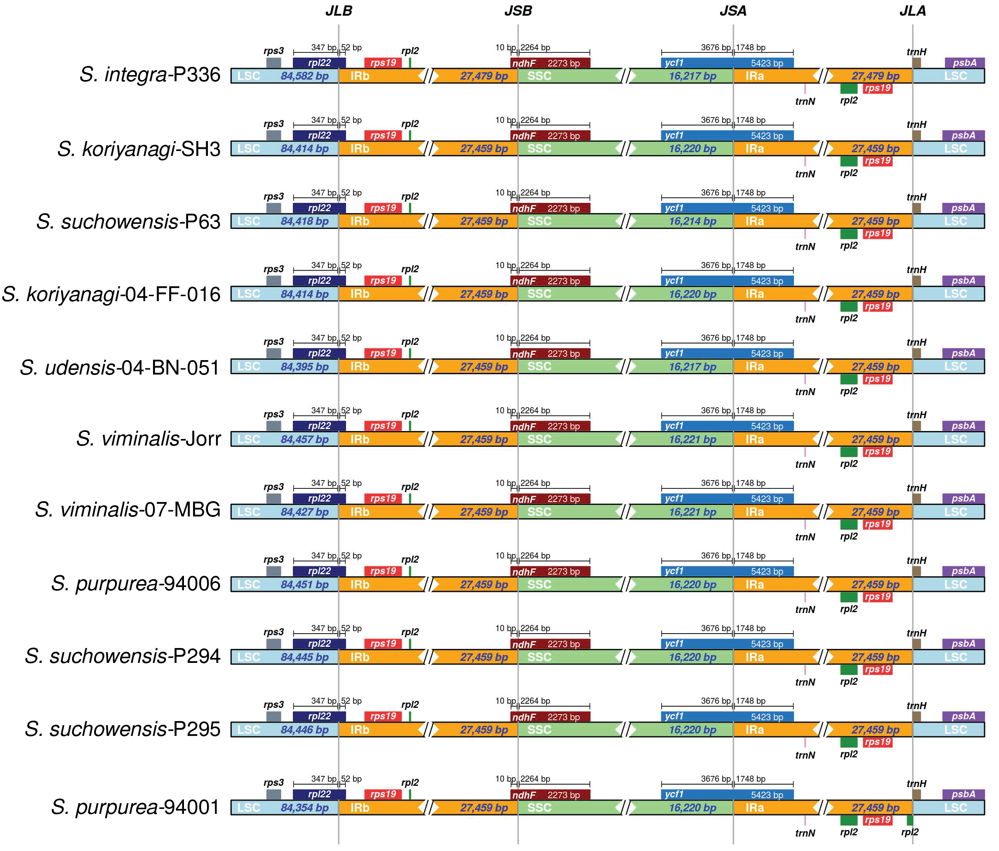 JLB JSB JSA JLA
rps3 347 bp 52 bp rpl2 10 bp 2264 bp 3676 bp 1748 bp trnH
rpl22 rps19 ndhF 2273 bp ycf1 5423 bp psbA
S. integra-P336 LSC 84,582 bp IRb 27,479 bp SSC 16,217 bp IRa 27,479 bp LSC
rps19
trnN rpl2
rps3 347 bp 52 bp rpl2 10 bp 2264 bp 3676 bp 1748 bp trnH
rpl22 rps19 ndhF 2273 bp ycf1 5423 bp psbA
S. koriyanagi-SH3 LSC 84,414 bp IRb 27,459 bp SSC 16,220 bp IRa 27,459 bp LSC
rps19
trnN rpl2
rps3 347 bp 52 bp rpl2 10 bp 2264 bp 3676 bp 1748 bp trnH
rpl22 rps19 ndhF 2273 bp ycf1 5423 bp psbA
S. suchowensis-P63 LSC 84,418 bp IRb 27,459 bp SSC 16,214 bp IRa 27,459 bp LSC
rps19
trnN rpl2
rps3 347 bp 52 bp rpl2 10 bp 2264 bp 3676 bp 1748 bp trnH
rpl22 rps19 ndhF 2273 bp ycf1 5423 bp psbA
S. koriyanagi-04-FF-016 LSC 84,414 bp IRb 27,459 bp SSC 16,220 bp IRa 27,459 bp LSC
rps19
trnN rpl2
rps3 347 bp 52 bp rpl2 10 bp 2264 bp 3676 bp 1748 bp trnH
rpl22 rps19 ndhF 2273 bp ycf1 5423 bp psbA
S. udensis-04-BN-051 LSC 84,395 bp IRb 27,459 bp SSC 16,217 bp IRa 27,459 bp LSC
rps19
trnN rpl2
rps3 347 bp 52 bp rpl2 10 bp 2264 bp 3676 bp 1748 bp trnH
rpl22 rps19 ndhF 2273 bp ycf1 5423 bp psbA
S. viminalis-Jorr LSC 84,457 bp IRb 27,459 bp SSC 16,221 bp IRa 27,459 bp LSC
rps19
trnN rpl2
rps3 347 bp 52 bp rpl2 10 bp 2264 bp 3676 bp 1748 bp trnH
rpl22 rps19 ndhF 2273 bp ycf1 5423 bp psbA
S. viminalis-07-MBG LSC 84,427 bp IRb 27,459 bp SSC 16,221 bp IRa 27,459 bp LSC
rps19
trnN rpl2
rps3 347 bp 52 bp rpl2 10 bp 2264 bp 3676 bp 1748 bp trnH
rpl22 rps19 ndhF 2273 bp ycf1 5423 bp psbA
S. purpurea-94006 LSC 84,451 bp IRb 27,459 bp SSC 16,220 bp IRa 27,459 bp LSC
rps19
trnN rpl2
rps3 347 bp 52 bp rpl2 10 bp 2264 bp 3676 bp 1748 bp trnH
rpl22 rps19 ndhF 2273 bp ycf1 5423 bp psbA
S. suchowensis-P294 LSC 84,445 bp IRb 27,459 bp SSC 16,220 bp IRa 27,459 bp LSC
rps19
trnN rpl2
rps3 347 bp 52 bp rpl2 10 bp 2264 bp 3676 bp 1748 bp trnH
rpl22 rps19 ndhF 2273 bp ycf1 5423 bp psbA
S. suchowensis-P295 LSC 84,446 bp IRb 27,459 bp SSC 16,220 bp IRa 27,459 bp LSC
rps19
trnN rpl2
rps3 347 bp 52 bp rpl2 10 bp 2264 bp 3676 bp 1748 bp trnH
rpl22 rps19 ndhF 2273 bp ycf1 5423 bp psbA
S. purpurea-94001 LSC 84,354 bp IRb 27,459 bp SSC 16,220 bp IRa 27,459 bp LSC
rps19
trnN rpl2 rpl2